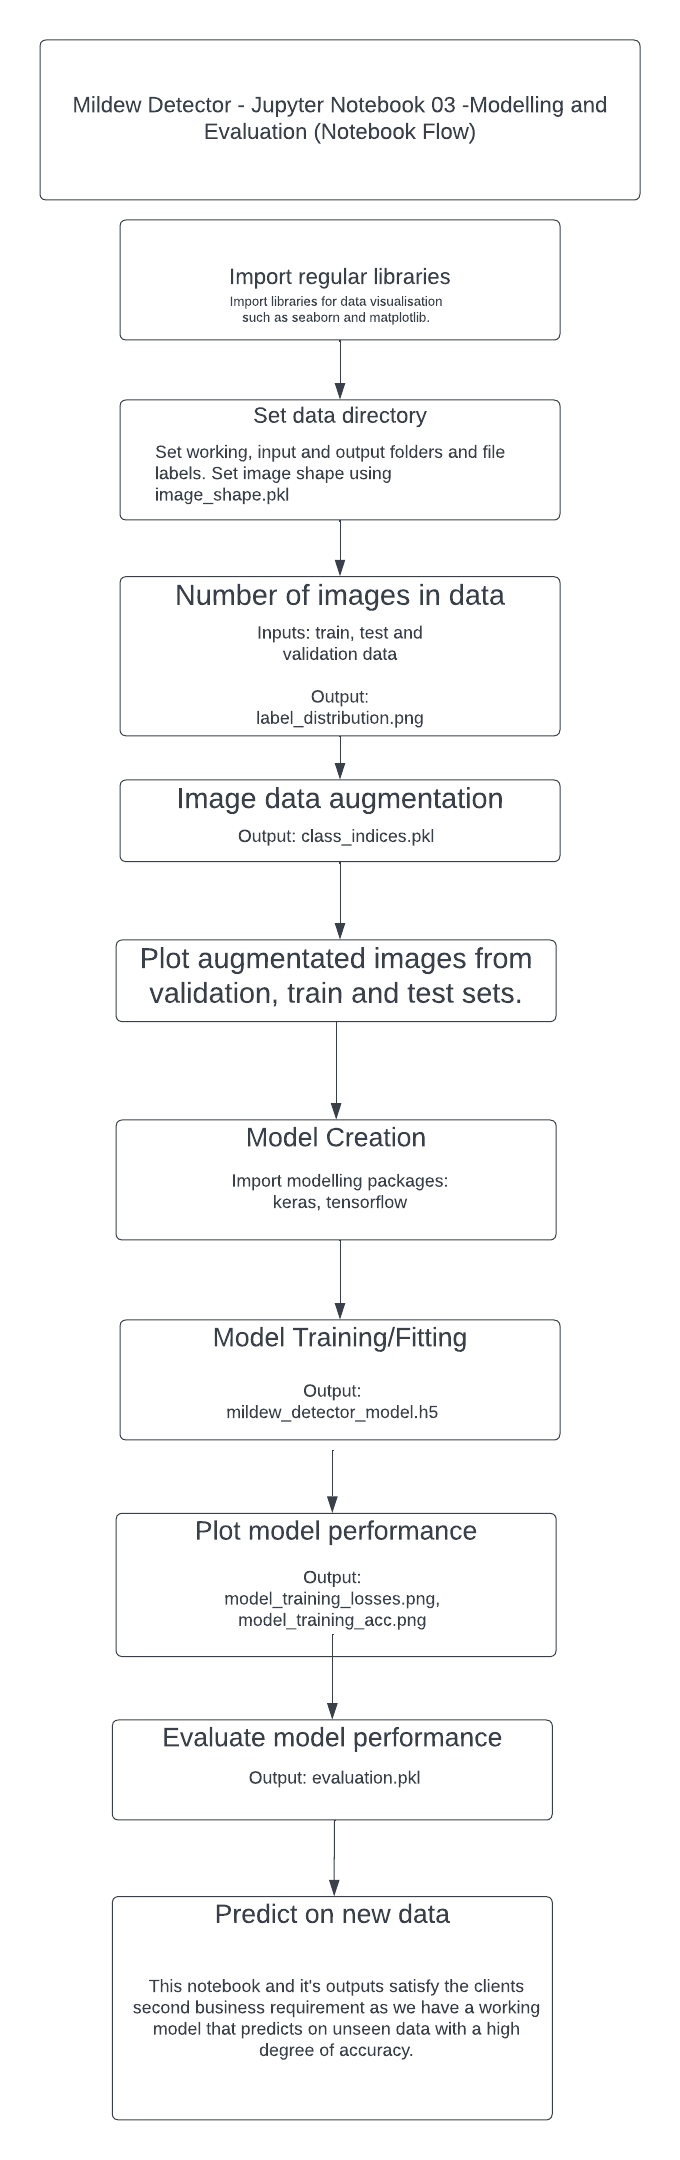 Mildew Detector - Jupyter Notebook 03 -Modelling and
Evaluation (Notebook Flow)
Import regular libraries
Import libraries for data visualisation
such as seaborn and matplotlib.
Set data directory
Set working, input and output folders and file
labels. Set image shape using
image_shape.pkl
Number of images in data
Inputs: train, test and
validation data
Output:
label_distribution.png
Image data augmentation
Output: class_indices.pkl
Plot augmentated images from
validation, train and test sets.
Model Creation
Import modelling packages:
keras, tensorflow
Model Training/Fitting
Output:
mildew_detector_model.h5
Plot model performance
Output:
model_training_losses.png,
model_training_acc.png
Evaluate model performance
Output: evaluation.pkl
Predict on new data
This notebook and it's outputs satisfy the clients
second business requirement as we have a working
model that predicts on unseen data with a high
degree of accuracy.